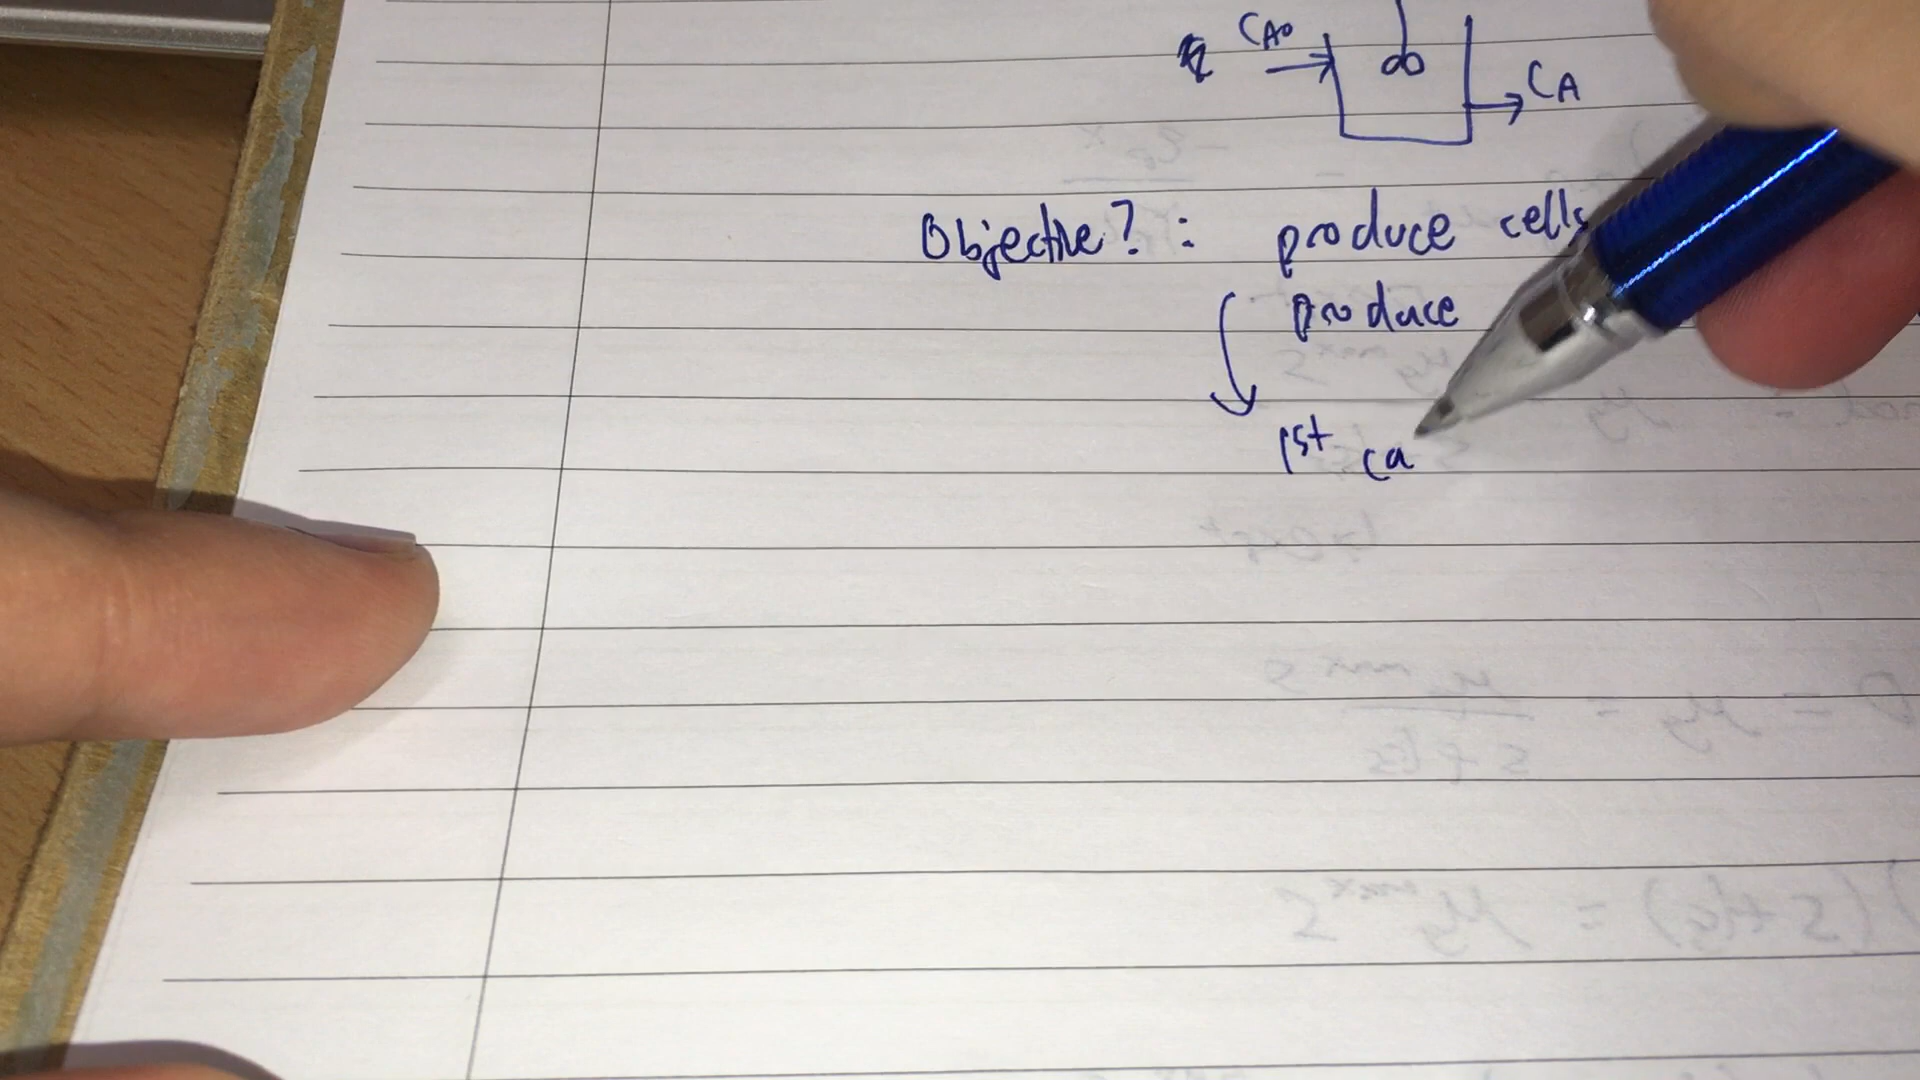 CA0
CA
Objective? : produce cells
produce
1st ca